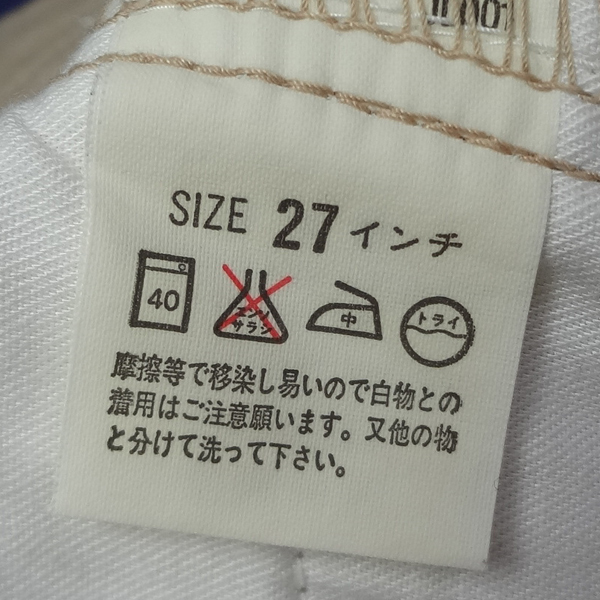 SIZE 27 インチ
40
エンソ
サラシ
中
ドライ
摩擦等で移染し易いので白物との
着用はご注意願います。又他の物
と分けて洗って下さい。